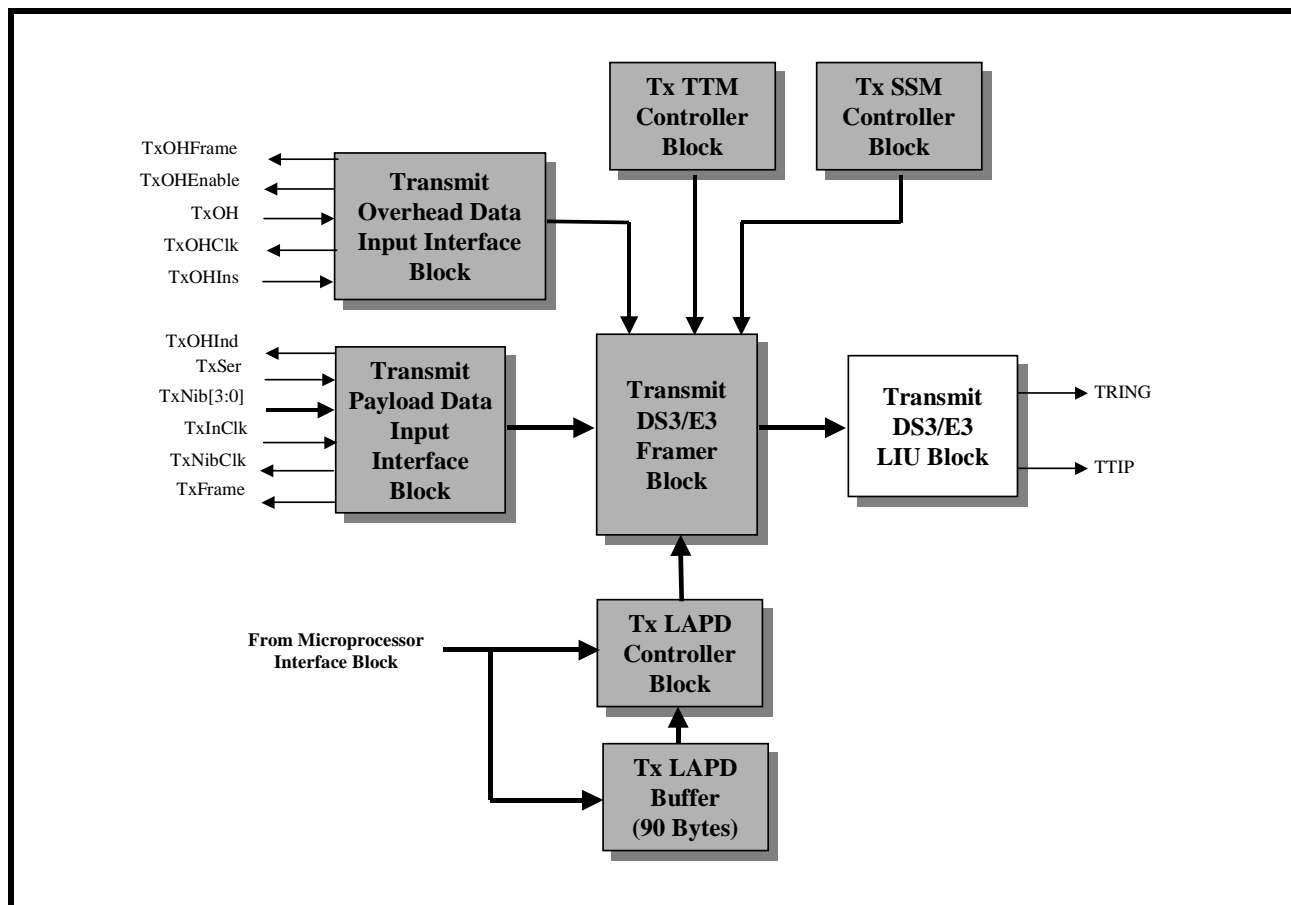 Tx TTM
Controller
Block
Tx SSM
Controller
Block
TxOHFrame
TxOHEnable
TxOH
TxOHClk
TxOHIns
Transmit
Overhead Data
Input Interface
Block
TxOHInd
TxSer
TxNib[3:0]
TxInClk
TxNibClk
TxFrame
Transmit
Payload Data
Input
Interface
Block
Transmit
DS3/E3
Framer
Block
Transmit
DS3/E3
LIU Block
TRING
TTIP
From Microprocessor
Interface Block
Tx LAPD
Controller
Block
Tx LAPD
Buffer
(90 Bytes)